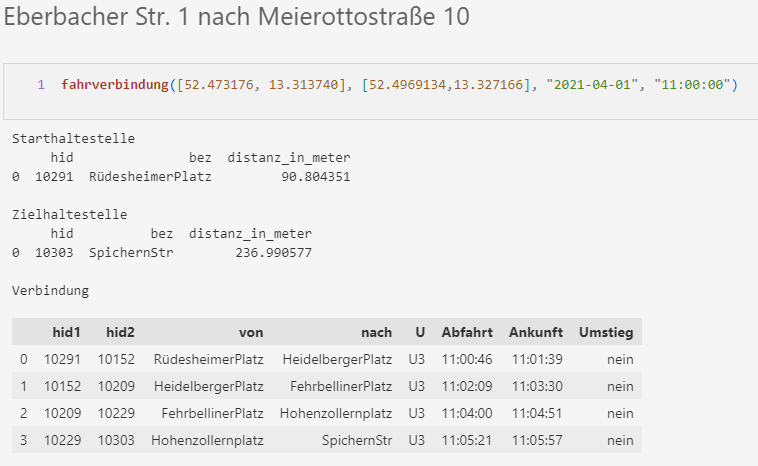 Eberbacher Str. 1 nach Meierottostraße 10
1 fahrverbindung([52.473176, 13.313740], [52.4969134,13.327166], "2021-04-01", "11:00:00")
Starthaltestelle
hid bez distanz_in_meter
0 10291 RüdesheimerPlatz 90.804351
Zielhaltestelle
hid bez distanz_in_meter
0 10303 SpichernStr 236.990577
Verbindung
hid1 hid2 von nach U Abfahrt Ankunft Umstieg
0 10291 10152 RüdesheimerPlatz HeidelbergerPlatz U3 11:00:46 11:01:39 nein
1 10152 10209 HeidelbergerPlatz FehrbellinerPlatz U3 11:02:09 11:03:30 nein
2 10209 10229 FehrbellinerPlatz Hohenzollernplatz U3 11:04:00 11:04:51 nein
3 10229 10303 Hohenzollernplatz SpichernStr U3 11:05:21 11:05:57 nein